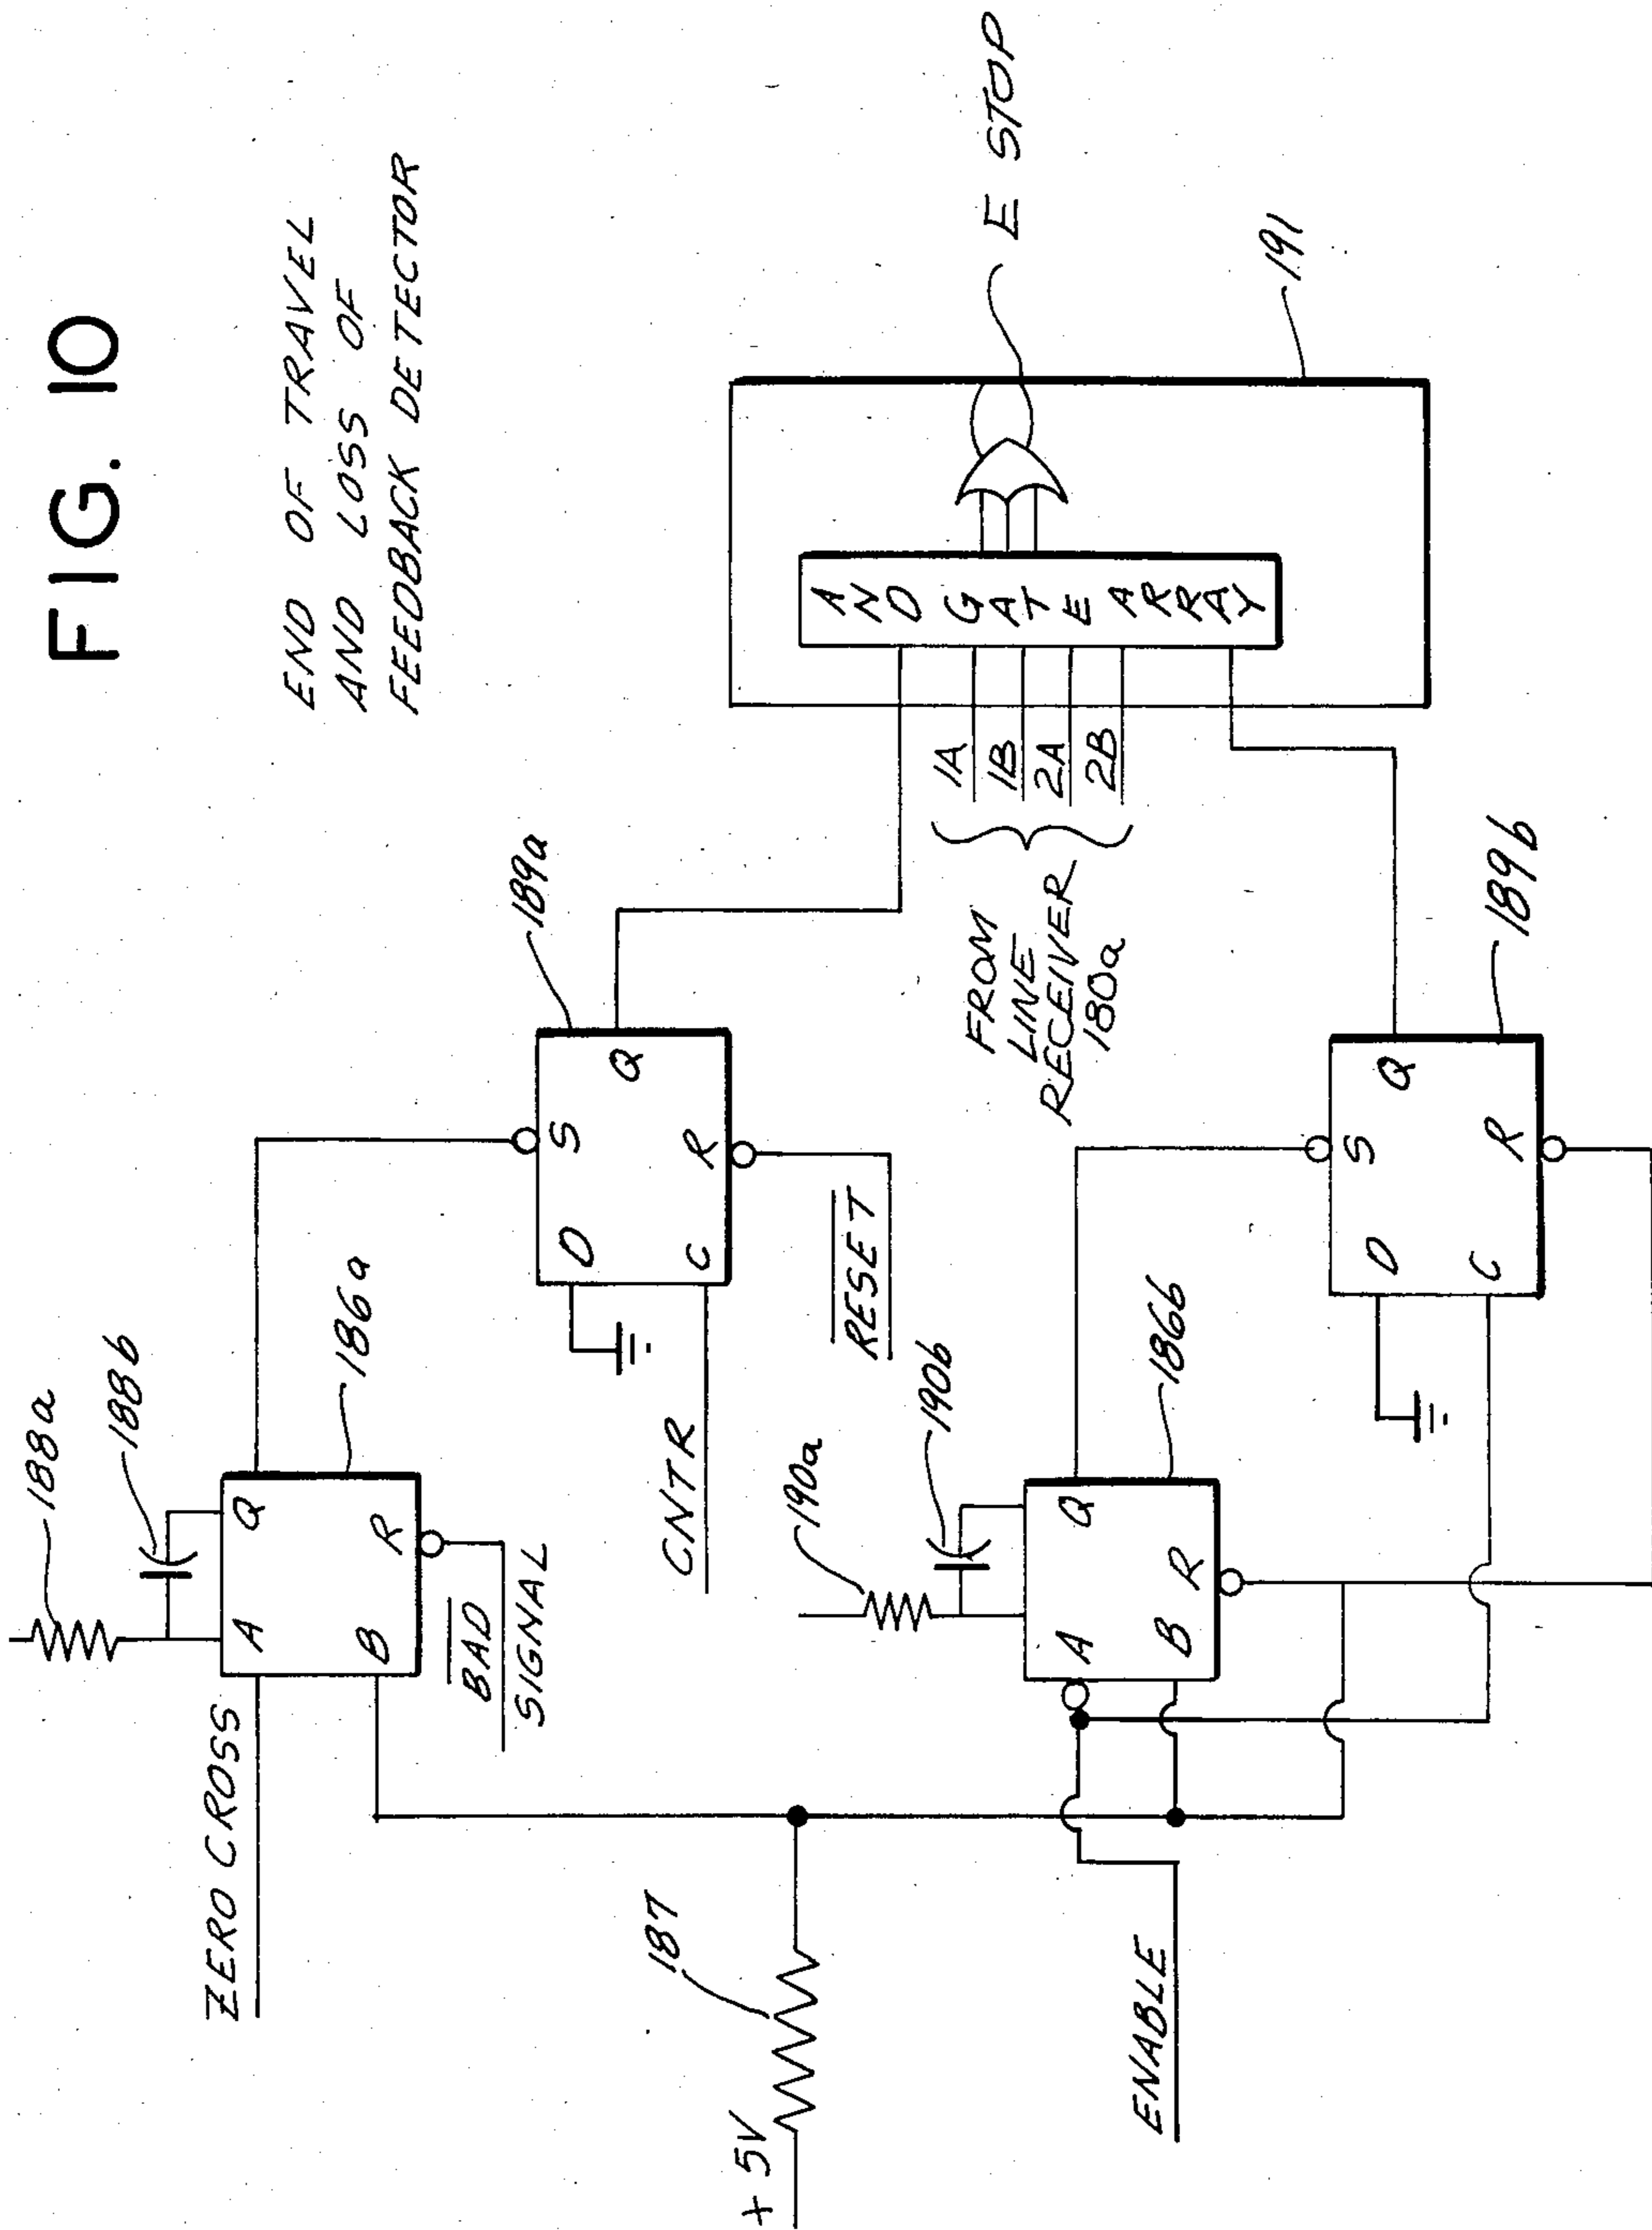 FIG. 10
END OF TRAVEL
AND LOSS OF
FEEDBACK DETECTOR
188a
188b
ZERO CROSS
A
Q
B
R
186a
BAD
SIGNAL
189a
S
D
Q
C
R
CNTR
RESET
+ 5V
187
190a
190b
ENABLE
A
Q
B
R
186b
S
D
Q
C
R
189b
1A
1B
2A
2B
FROM
LINE
RECEIVER
180a
AND GATE ARRAY
E STOP
191